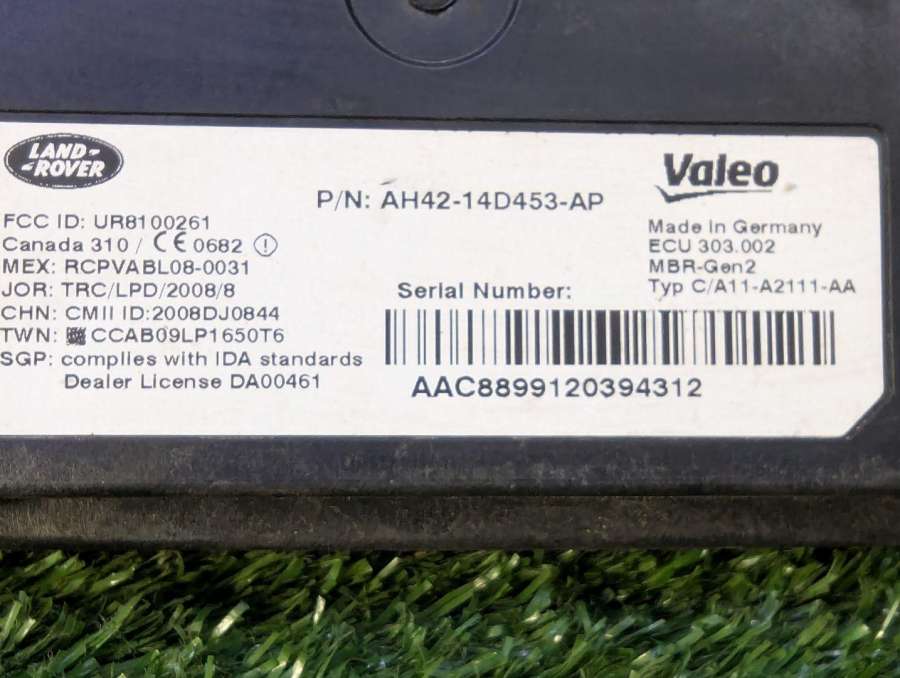 LAND-
-ROVER
P/N: AH42-14D453-AP
Valeo
FCC ID: UR8100261
Canada 310 / CE 0682
MEX: RCPVABL08-0031
JOR: TRC/LPD/2008/8
CHN: CMII ID:2008DJ0844
TWN: CCAB09LP1650T6
SGP: complies with IDA standards
Dealer License DA00461
Made in Germany
ECU 303.002
MBR-Gen2
Typ C/A11-A2111-AA
Serial Number:
AAC8899120394312